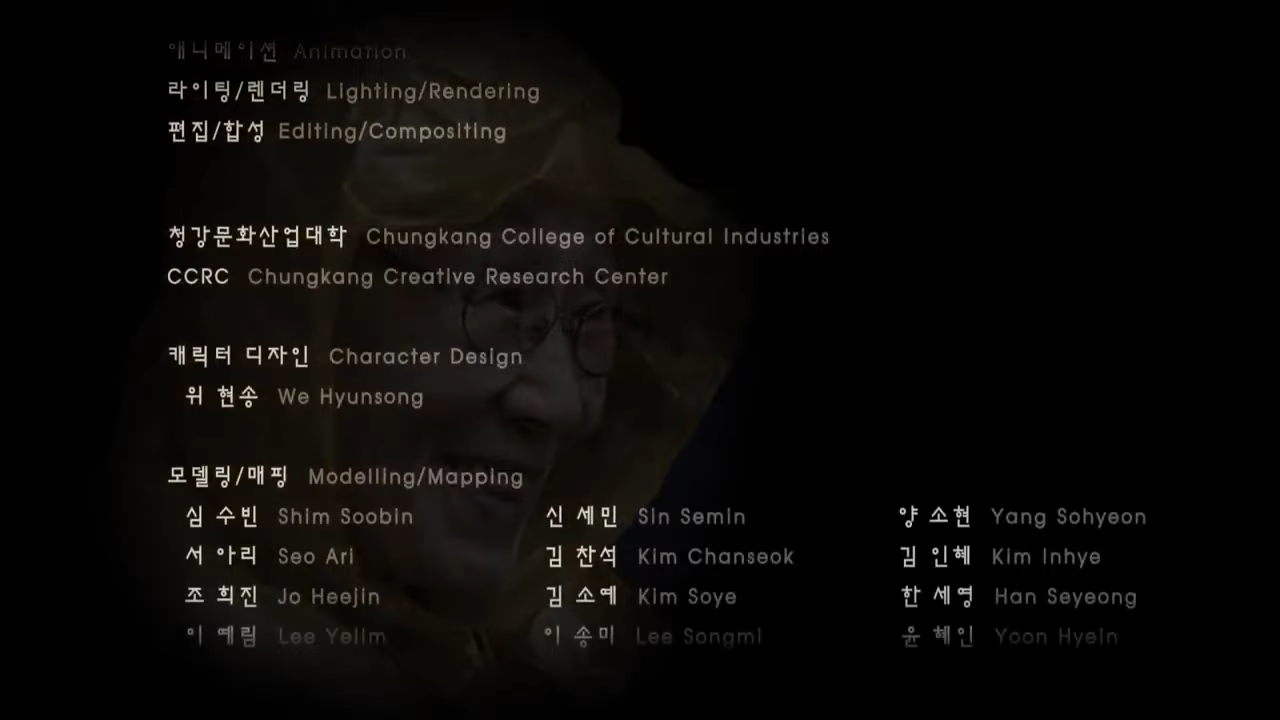 애니메이션 Animation
라이팅/렌더링 Lighting/Rendering
편집/합성 Editing/Compositing
청강문화산업대학 Chungkang College of Cultural Industries
CCRC Chungkang Creative Research Center
캐릭터 디자인 Character Design
위 현송 We Hyunsong
모델링/매핑 Modelling/Mapping
심 수빈 Shim Soobin 신 세민 Sin Semin 양 소현 Yang Sohyeon
서 아리 Seo Ari 김 찬석 Kim Chanseok 김 인혜 Kim Inhye
조 희진 Jo Heejin 김 소예 Kim Soye 한 세영 Han Seyeong
이 예림 Lee Yelim 이 송미 Lee Songmi 윤 혜인 Yoon Hyein